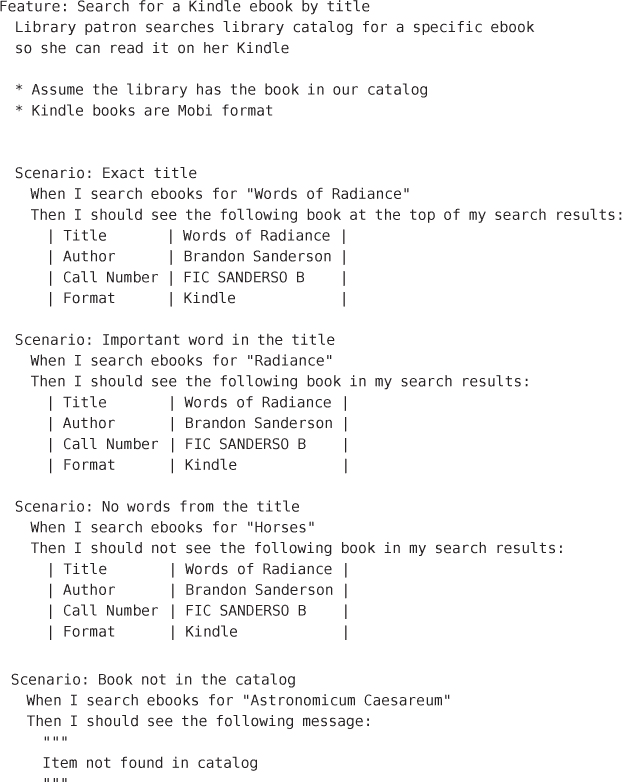 Feature: Search for a Kindle ebook by title
Library patron searches library catalog for a specific ebook
so she can read it on her Kindle
* Assume the library has the book in our catalog
* Kindle books are Mobi format
Scenario: Exact title
When I search ebooks for "Words of Radiance"
Then I should see the following book at the top of my search results:
| Title | Words of Radiance |
| Author | Brandon Sanderson |
| Call Number | FIC SANDERSO B |
| Format | Kindle |
Scenario: Important word in the title
When I search ebooks for "Radiance"
Then I should see the following book in my search results:
| Title | Words of Radiance |
| Author | Brandon Sanderson |
| Call Number | FIC SANDERSO B |
| Format | Kindle |
Scenario: No words from the title
When I search ebooks for "Horses"
Then I should not see the following book in my search results:
| Title | Words of Radiance |
| Author | Brandon Sanderson |
| Call Number | FIC SANDERSO B |
| Format | Kindle |
Scenario: Book not in the catalog
When I search ebooks for "Astronomicum Caesareum"
Then I should see the following message:
"""
Item not found in catalog
"""